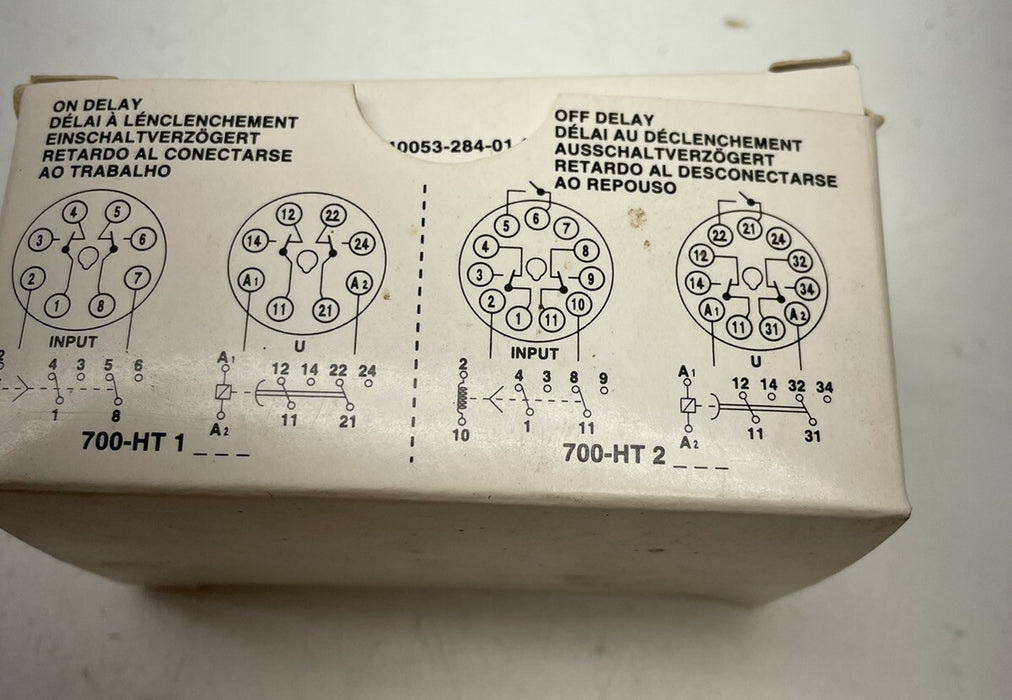 ON DELAY
DÉLAI À LÉNCLENCHEMENT
EINSCHALTVERZÖGERT
RETARDO AL CONECTARSE
AO TRABALHO
10053-284-01
OFF DELAY
DÉLAI AU DÉCLENCHEMENT
AUSSCHALTVERZÖGERT
RETARDO AL DESCONECTARSE
AO REPOUSO
4 5
3 6
2 7
1 8
INPUT
12 22
14 24
A1 A2
11 21
U
5 6 7
4 8
3 9
2 10
1 11
INPUT
22 21 24
12 32
14 34
A1 A2
11 31
U
2 4 3 5 6
1 8
A1 12 14 22 24
A2 11 21
700-HT 1 _ _ _
2 4 3 8 9
10 1 11
A1 12 14 32 34
A2 11 31
700-HT 2 _ _ _